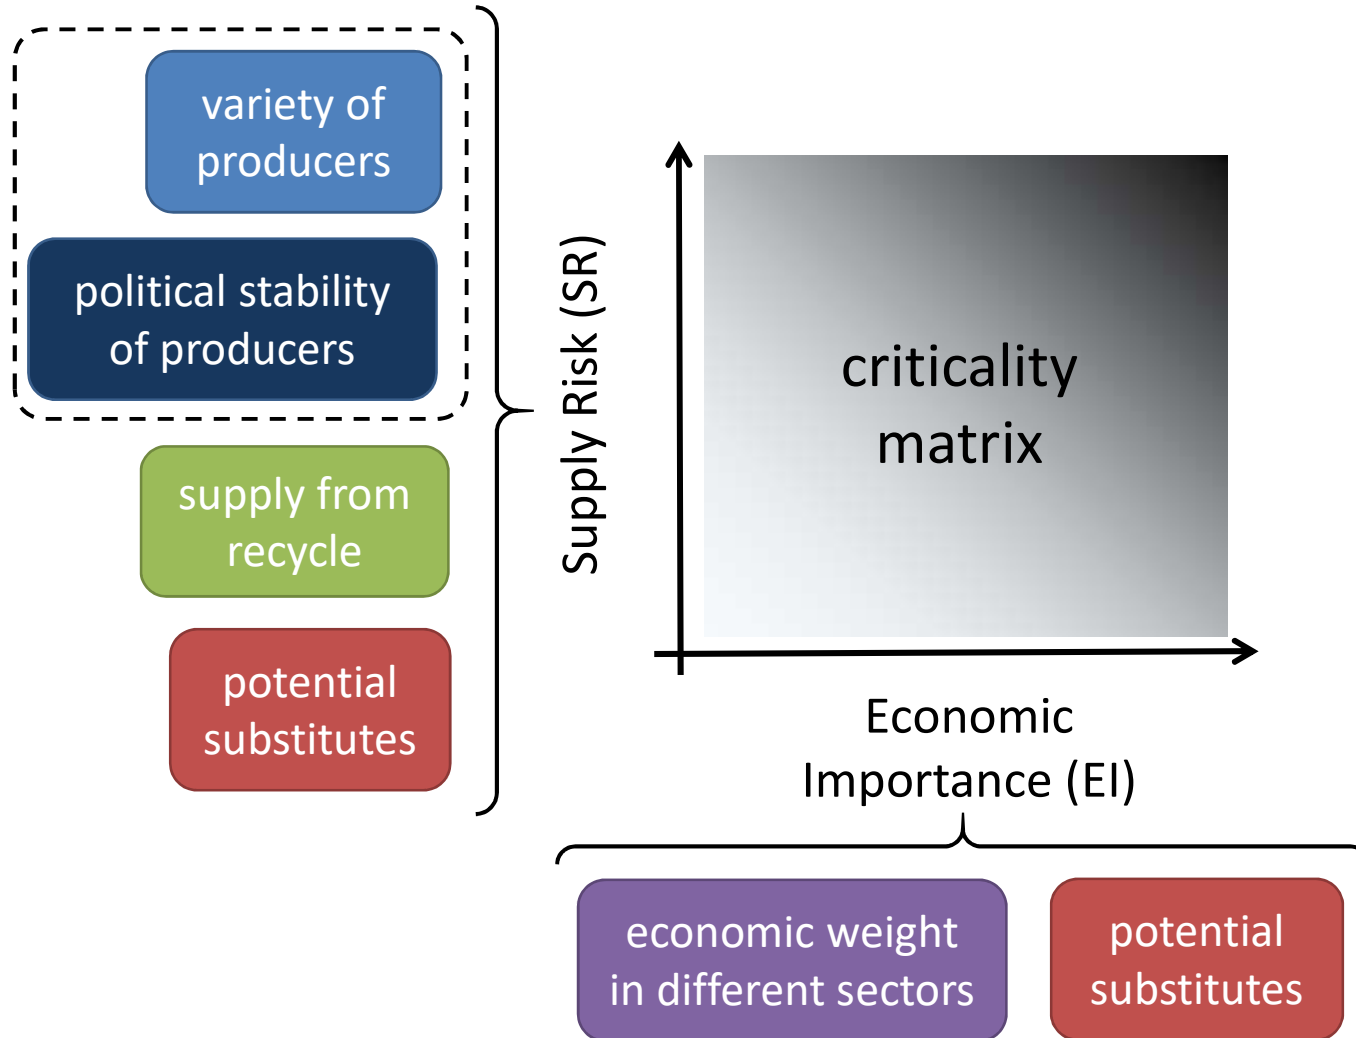 variety of
producers
political stability
of producers
supply from
recycle
potential
substitutes
Supply Risk (SR)
criticality
matrix
Economic
Importance (EI)
economic weight
in different sectors
potential
substitutes